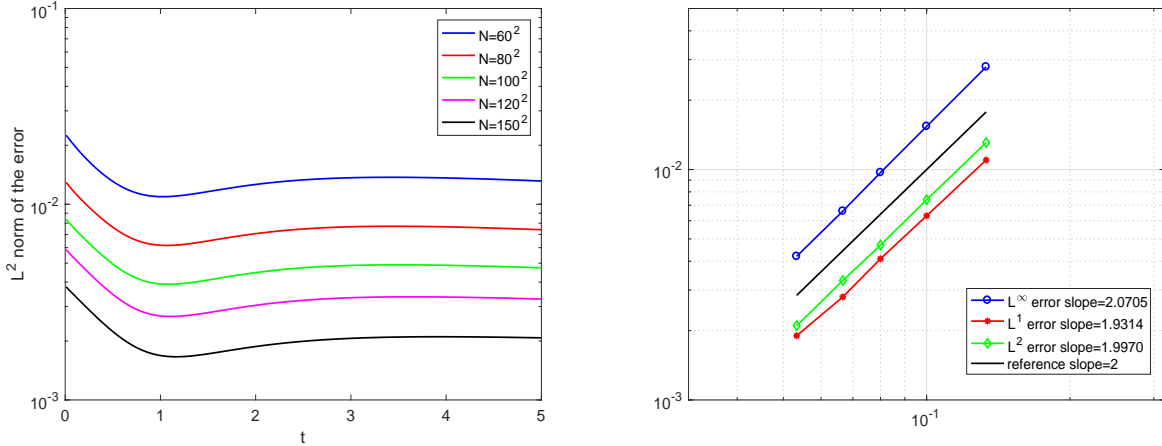 10^-1
10^-2
10^-3
L^2 norm of the error
0 1 2 3 4 5
t
N=60^2
N=80^2
N=100^2
N=120^2
N=150^2
10^-2
10^-3
10^-1
L^∞ error slope=2.0705
L^1 error slope=1.9314
L^2 error slope=1.9970
reference slope=2